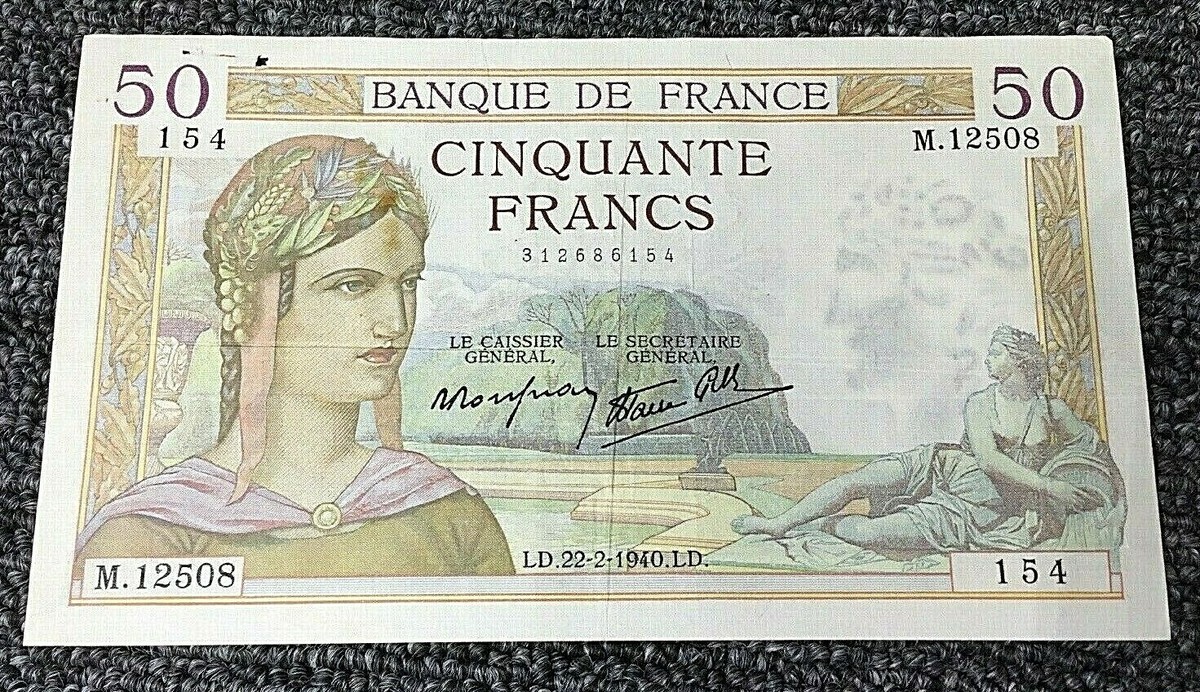 50 BANQUE DE FRANCE 50
154 M.12508
CINQUANTE
FRANCS
312686154
LE CAISSIER LE SECRÉTAIRE
GÉNÉRAL, GÉNÉRAL,
LD.22-2-1940.LD.
M.12508 154